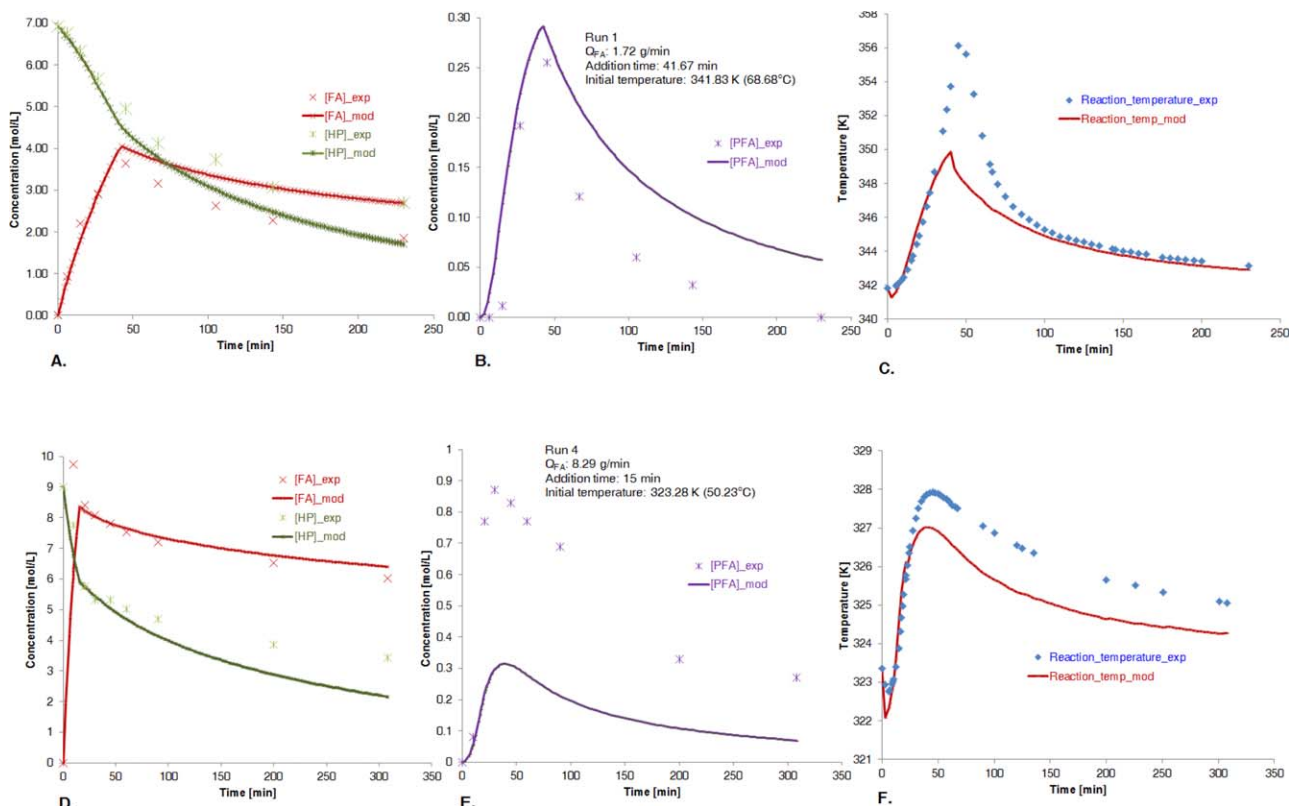 7.00
6.00
5.00
4.00
3.00
2.00
1.00
0.00
0
50
100
150
200
250
Concentration [mol/L]
Time [min]
[FA]_exp
[FA]_mod
[HP]_exp
[HP]_mod
A.
0.30
0.25
0.20
0.15
0.10
0.05
0.00
0
50
100
150
200
250
Concentration [mol/L]
Time [min]
Run 1
QFA: 1.72 g/min
Addition time: 41.67 min
Initial temperature: 341.83 K (68.68°C)
[PFA]_exp
[PFA]_mod
B.
358
356
354
352
350
348
346
344
342
340
0
50
100
150
200
250
Temperature [K]
Time [min]
Reaction_temperature_exp
Reaction_temp_mod
C.
10
9
8
7
6
5
4
3
2
1
0
0
50
100
150
200
250
300
350
Concentration [mol/L]
Time [min]
[FA]_exp
[FA]_mod
[HP]_exp
[HP]_mod
D.
1
0.9
0.8
0.7
0.6
0.5
0.4
0.3
0.2
0.1
0
0
50
100
150
200
250
300
350
Concentration [mol/L]
Time [min]
Run 4
QFA: 8.29 g/min
Addition time: 15 min
Initial temperature: 323.28 K (50.23°C)
[PFA]_exp
[PFA]_mod
E.
329
328
327
326
325
324
323
322
321
0
50
100
150
200
250
300
350
Temperature [K]
Time [min]
Reaction_temperature_exp
Reaction_temp_mod
F.